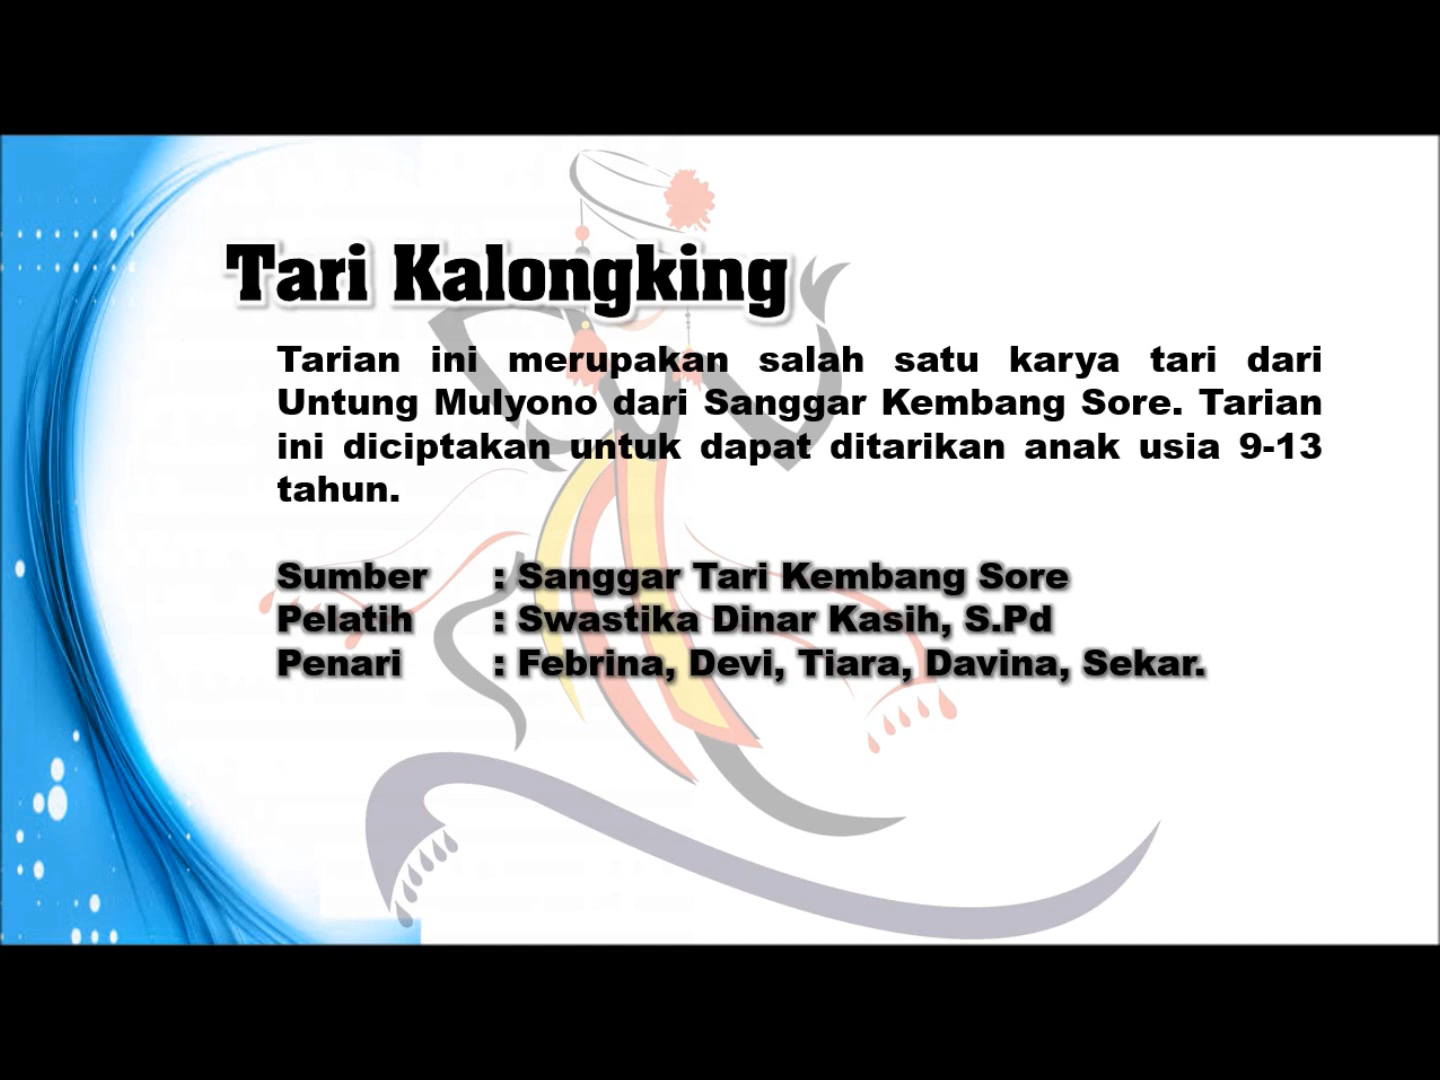 Tari Kalongking
Tarian ini merupakan salah satu karya tari dari
Untung Mulyono dari Sanggar Kembang Sore. Tarian
ini diciptakan untuk dapat ditarikan anak usia 9-13
tahun.
Sumber : Sanggar Tari Kembang Sore
Pelatih : Swastika Dinar Kasih, S.Pd
Penari : Febrina, Devi, Tiara, Davina, Sekar.